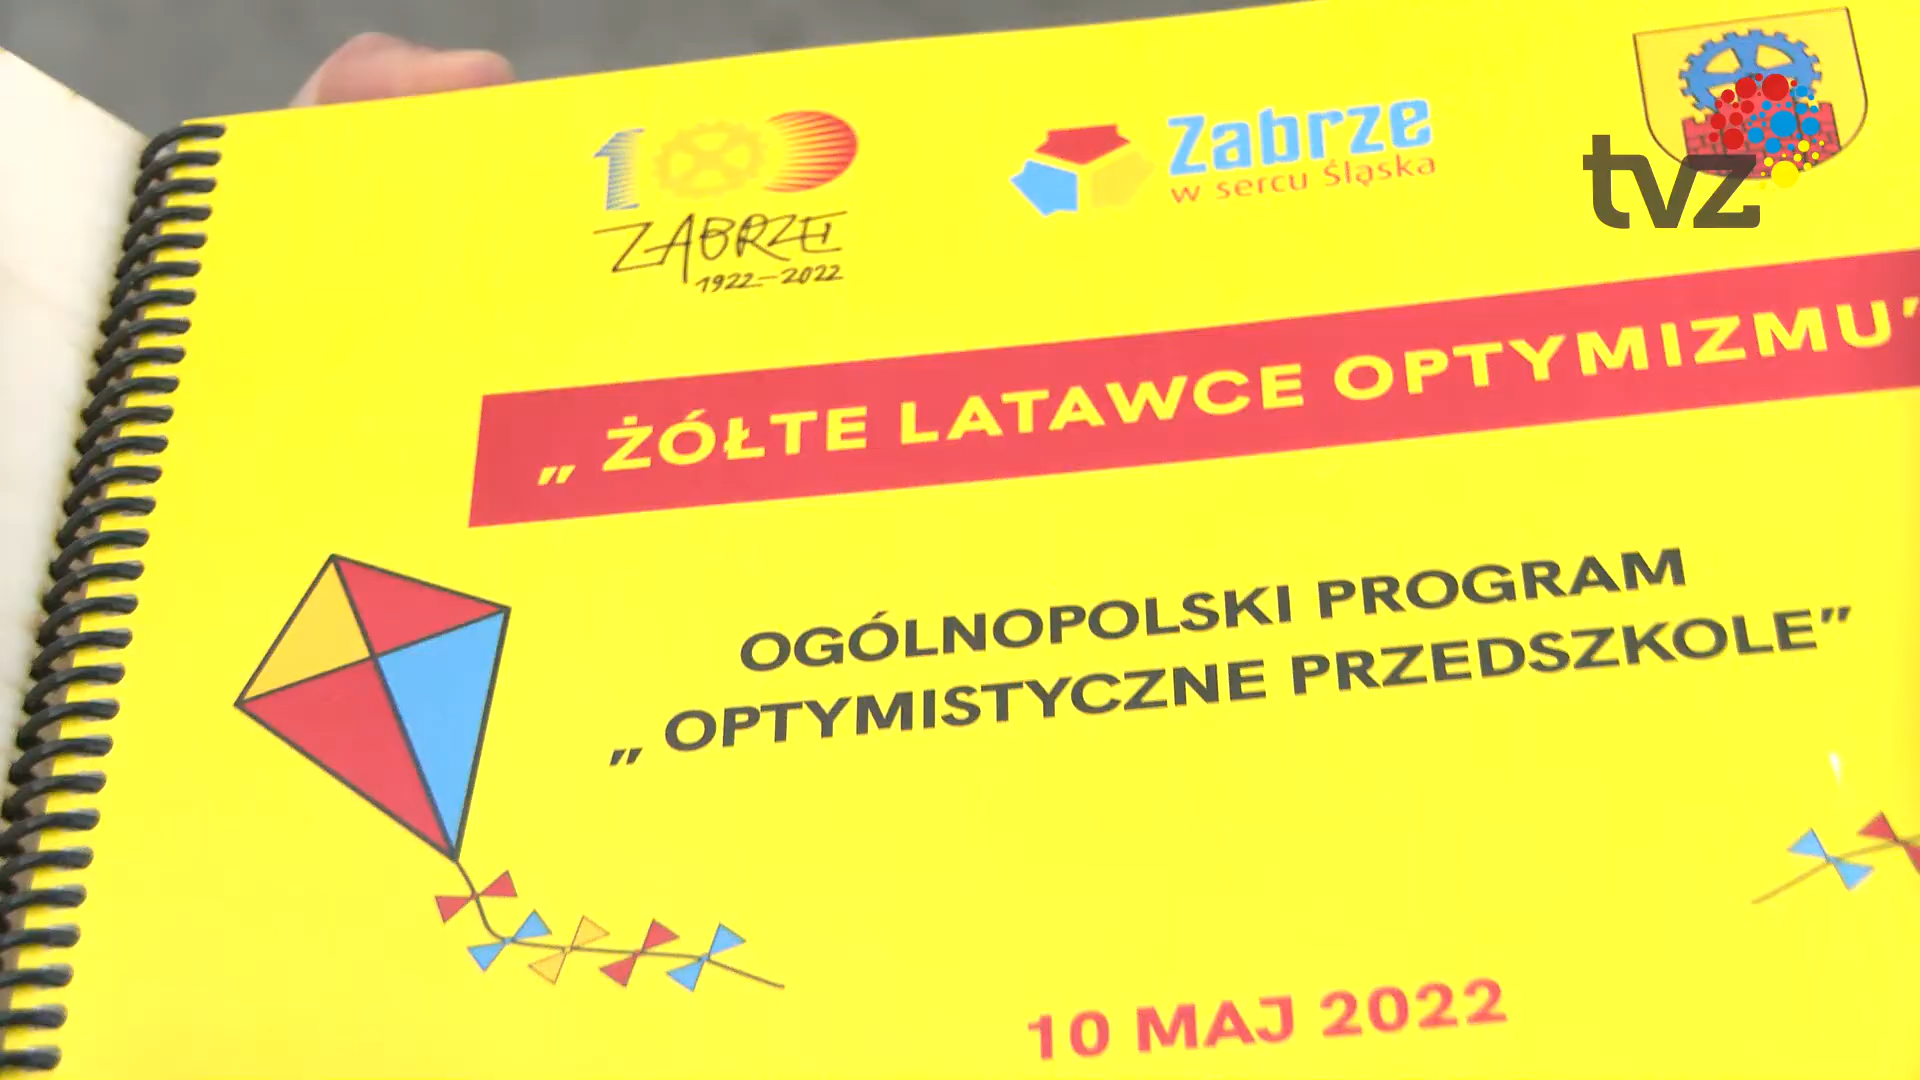 100
ZABRZE
1922–2022
Zabrze
w sercu Śląska
tvz
„ ŻÓŁTE LATAWCE OPTYMIZMU”
OGÓLNOPOLSKI PROGRAM
„ OPTYMISTYCZNE PRZEDSZKOLE”
10 MAJ 2022